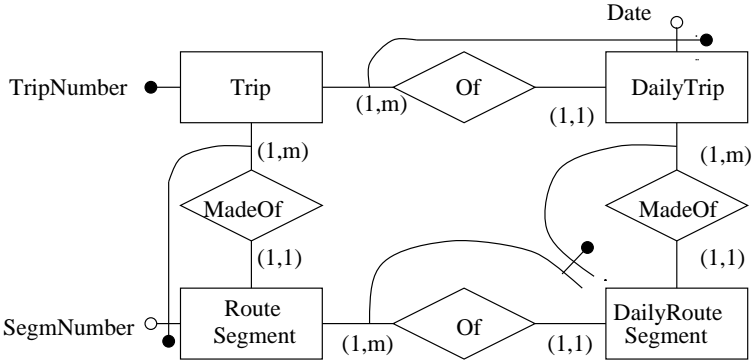 Date
TripNumber
Trip
(1,m)
Of
(1,1)
DailyTrip
(1,m)
(1,m)
MadeOf
MadeOf
(1,1)
(1,1)
SegmNumber
Route
Segment
(1,m)
Of
(1,1)
DailyRoute
Segment